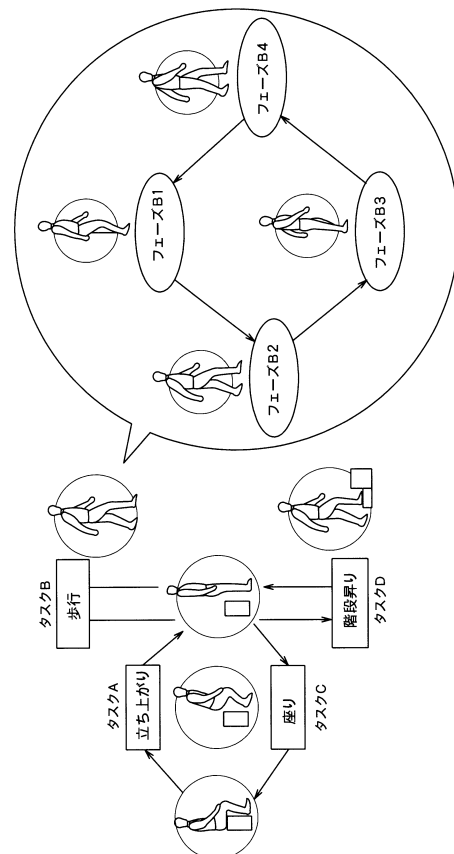 タスクA
立ち上がり
タスクB
歩行
座り
タスクC
階段昇り
タスクD
フェーズB1
フェーズB2
フェーズB3
フェーズB4